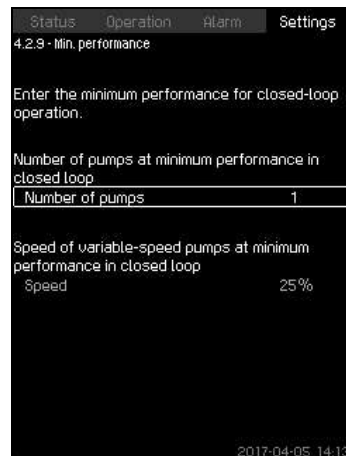 Status Operation Alarm Settings
4.2.9 - Min. performance
Enter the minimum performance for closed-loop
operation.
Number of pumps at minimum performance in
closed loop
Number of pumps 1
Speed of variable-speed pumps at minimum
performance in closed loop
Speed 25%
2017-04-05 14:13